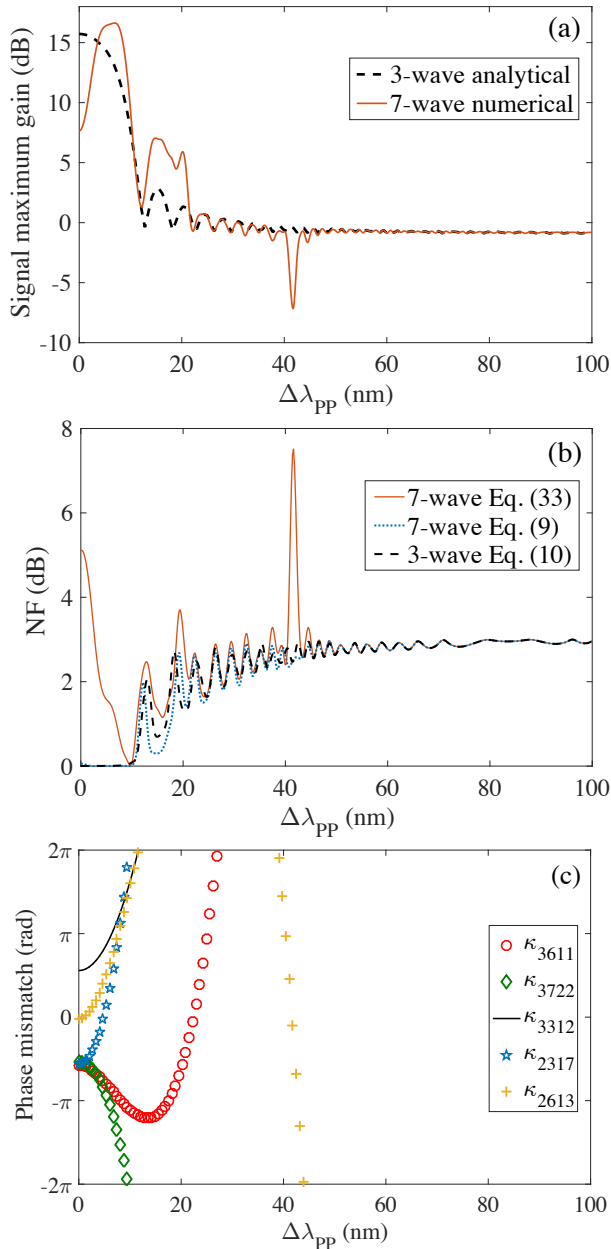 (a)
Signal maximum gain (dB)
15
10
5
0
-5
-10
3-wave analytical
7-wave numerical
0 20 40 60 80 100
Δλ_PP (nm)
(b)
NF (dB)
8
6
4
2
0
7-wave Eq. (33)
7-wave Eq. (9)
3-wave Eq. (10)
0 20 40 60 80 100
Δλ_PP (nm)
(c)
Phase mismatch (rad)
2π
π
0
-π
-2π
κ_3611
κ_3722
κ_3312
κ_2317
κ_2613
0 20 40 60 80 100
Δλ_PP (nm)